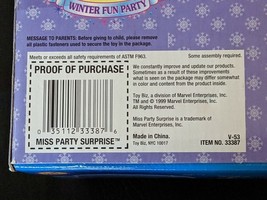 WINTER FUN PARTY
MESSAGE TO PARENTS: Before giving to child, please remove
all plastic fasteners used to secure the toy in the package.
Meets or exceeds all safety requirements of ASTM F963.
Some assembly required.
PROOF OF PURCHASE
0 35112 33387 6
MISS PARTY SURPRISE™
We constantly improve and update our products.
Sometimes as a result of these improvements
what is seen on the package may differ somewhat
in color and content from the product inside.
Toy Biz, a division of Marvel Enterprises, Inc.
TM and © 1999 Marvel Enterprises, Inc.
All Rights Reserved.
Miss Party Surprise is a trademark of
Marvel Enterprises, Inc.
Made in China.
Toy Biz, NYC 10017
V-53
ITEM NO. 33387